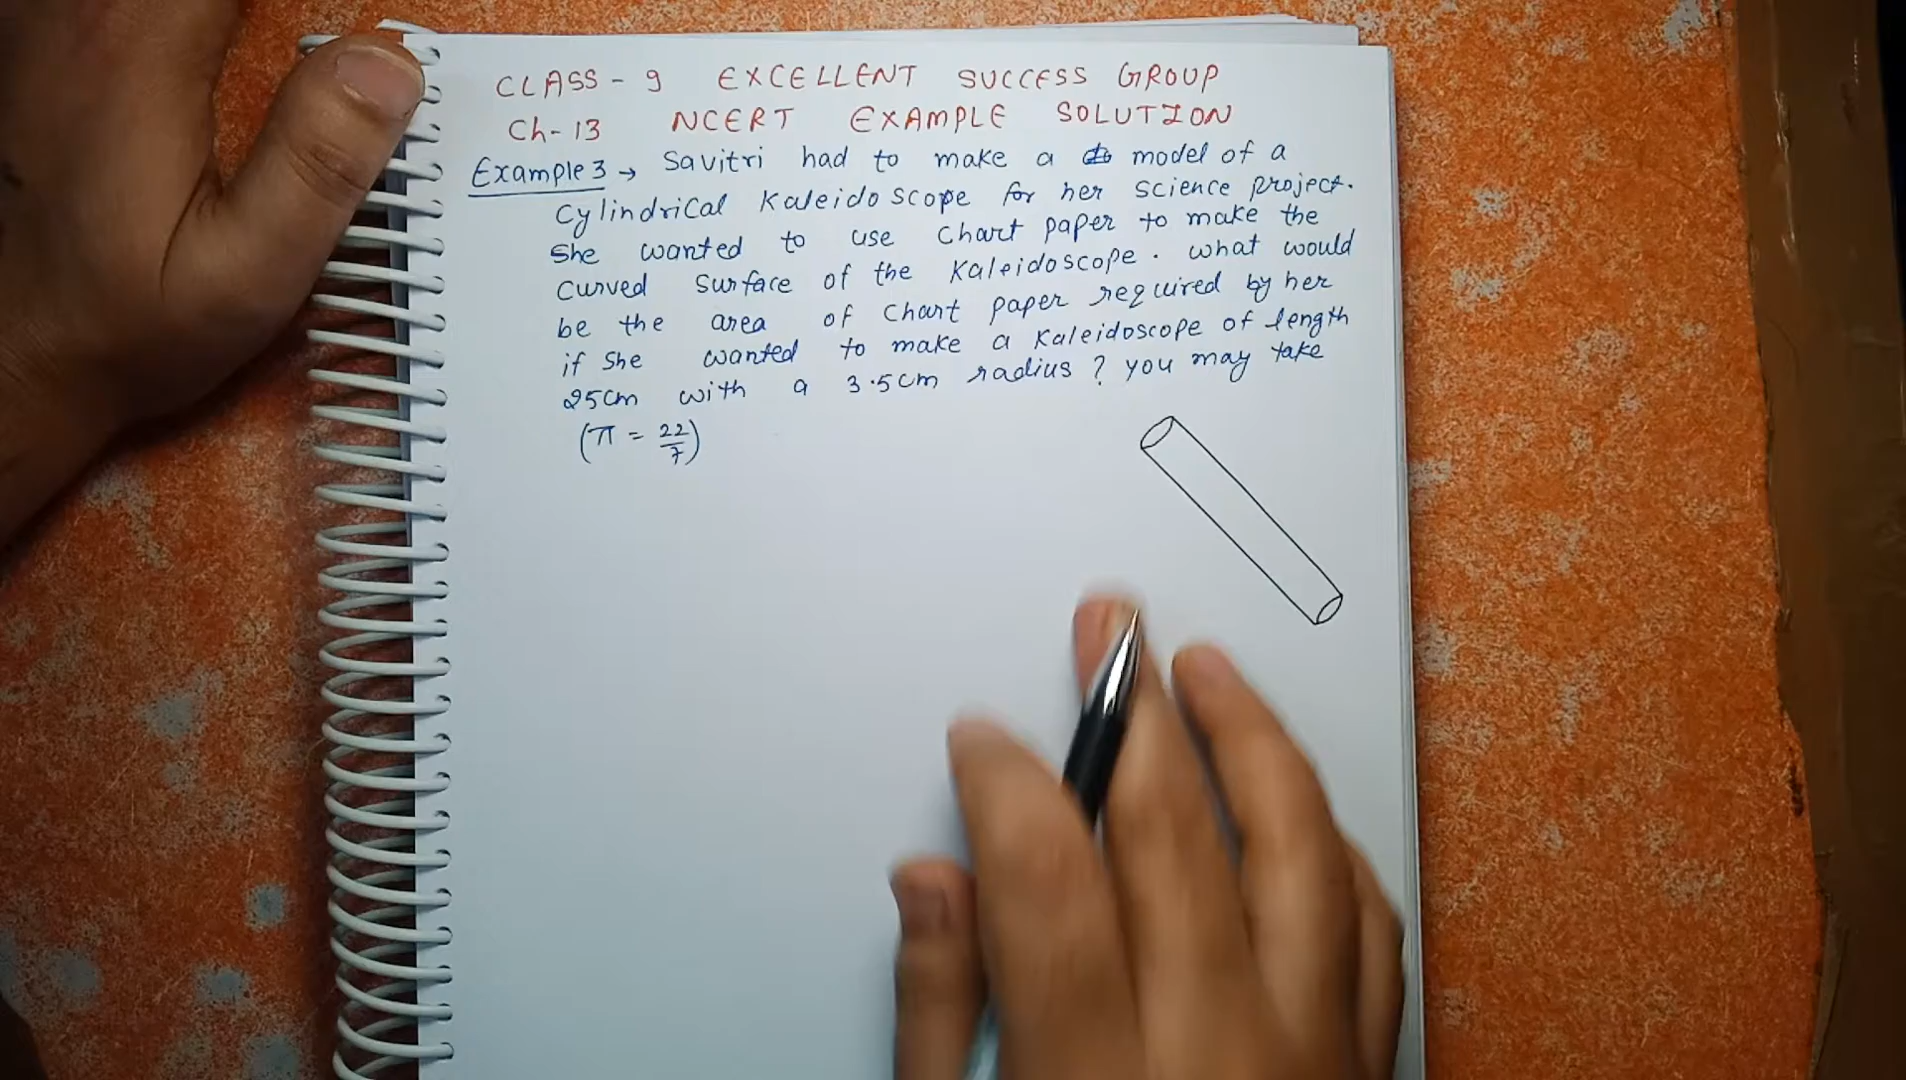 CLASS - 9 EXCELLENT SUCCESS GROUP
Ch-13 NCERT EXAMPLE SOLUTION
Example 3 → Savitri had to make a model of a
Cylindrical Kaleidoscope for her science project.
She wanted to use chart paper to make the
curved surface of the Kaleidoscope. what would
be the area of chart paper required by her
if She wanted to make a Kaleidoscope of length
25cm with a 3.5cm radius? you may take
(π = 22/7)